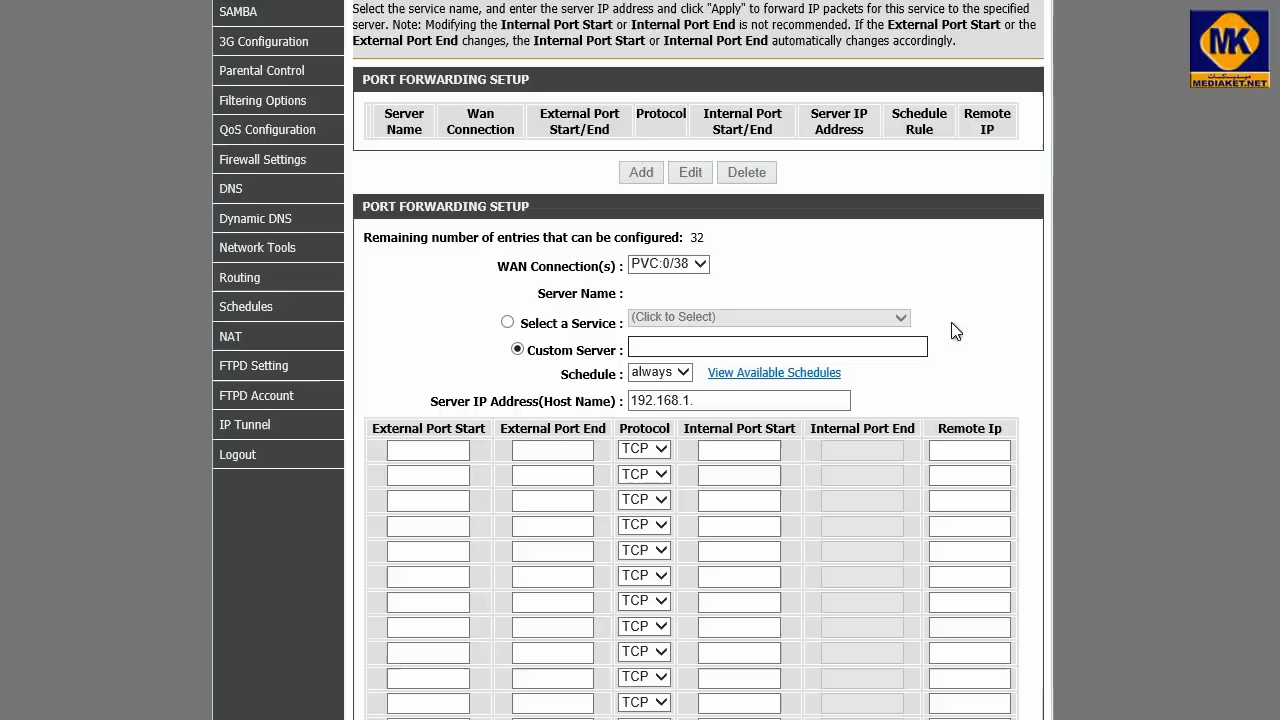 SAMBA
3G Configuration
Parental Control
Filtering Options
QoS Configuration
Firewall Settings
DNS
Dynamic DNS
Network Tools
Routing
Schedules
NAT
FTPD Setting
FTPD Account
IP Tunnel
Logout
Select the service name, and enter the server IP address and click "Apply" to forward IP packets for this service to the specified
server. Note: Modifying the Internal Port Start or Internal Port End is not recommended. If the External Port Start or the
External Port End changes, the Internal Port Start or Internal Port End automatically changes accordingly.
PORT FORWARDING SETUP
Server Name Wan Connection External Port Start/End Protocol Internal Port Start/End Server IP Address Schedule Rule Remote IP
Add Edit Delete
PORT FORWARDING SETUP
Remaining number of entries that can be configured: 32
WAN Connection(s) : PVC:0/38
Server Name :
Select a Service : (Click to Select)
Custom Server :
Schedule : always View Available Schedules
Server IP Address(Host Name) : 192.168.1.
External Port Start External Port End Protocol Internal Port Start Internal Port End Remote Ip
TCP
TCP
TCP
TCP
TCP
TCP
TCP
TCP
TCP
TCP
TCP
MK
MEDIAKET.NET